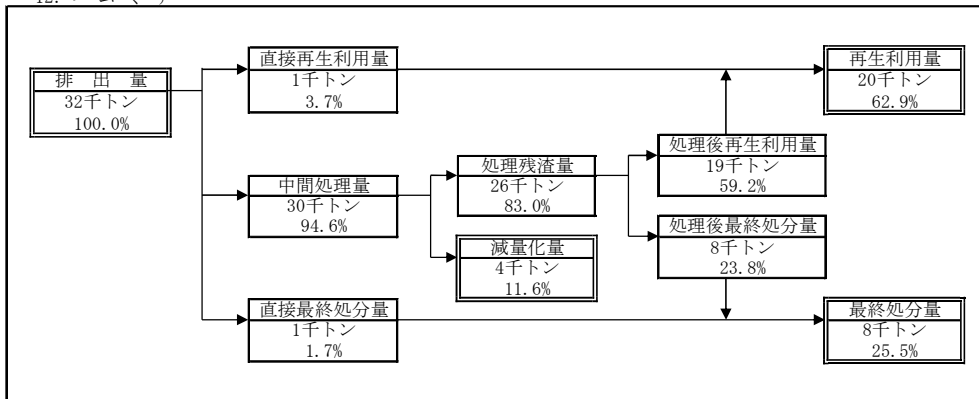 排 出 量
32千トン
100.0%
直接再生利用量
1千トン
3.7%
中間処理量
30千トン
94.6%
直接最終処分量
1千トン
1.7%
処理残渣量
26千トン
83.0%
減量化量
4千トン
11.6%
処理後再生利用量
19千トン
59.2%
処理後最終処分量
8千トン
23.8%
再生利用量
20千トン
62.9%
最終処分量
8千トン
25.5%